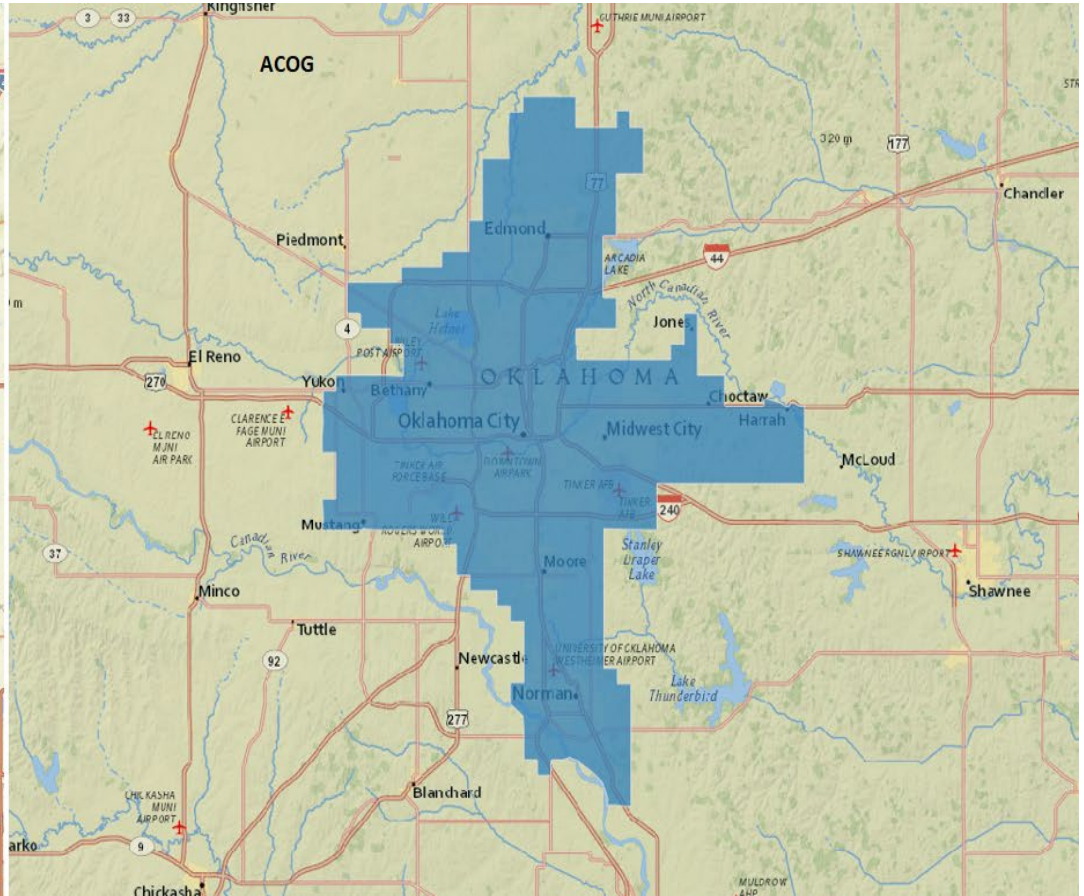 Kingfisher
3 33
GUTHRIE MUNI AIRPORT
ACOG
320 m
177
77
Chandler
Edmond
Piedmont
ARCADIA
LAKE
44
North Canadian River
Lake
Hefner
Jones
4
POST AIRPORT
El Reno
OKLAHOMA
270
Yukon
Bethany
Choctaw
Harrah
CLARENCE E
PAGE MUNI
AIRPORT
Oklahoma City
Midwest City
EL RENO
MUNI
AIR PARK
DOWNTOWN
AIRPARK
McLoud
TINKER AIR
FORCE BASE
TINKER AFB
TINKER
AFB
240
Mustang
WILL
ROGERS WORLD
AIRPORT
Canadian
River
37
Stanley
Draper
Lake
SHAWNEE RGNL AIRPORT
Moore
Minco
Shawnee
Tuttle
92
Newcastle
UNIVERSITY OF OKLAHOMA
WESTHEIMER AIRPORT
Lake
Thunderbird
Norman
277
Blanchard
CHICKASHA
MUNI
AIRPORT
9
arko
Chickasha
MULDROW
AHP